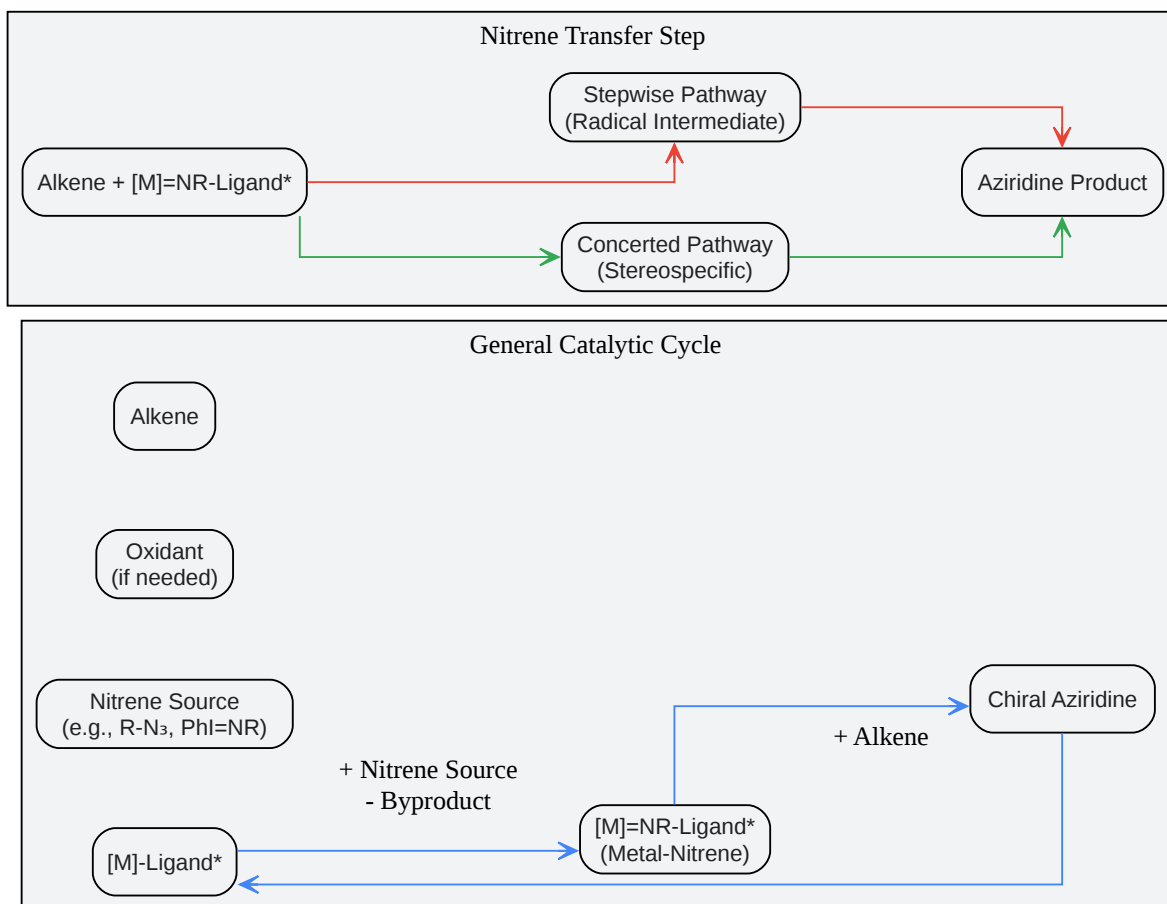 Nitrene Transfer Step
Stepwise Pathway
(Radical Intermediate)
Alkene + [M]=NR-Ligand*
Aziridine Product
Concerted Pathway
(Stereospecific)
General Catalytic Cycle
Alkene
Oxidant
(if needed)
Nitrene Source
(e.g., R-N₃, PhI=NR)
Chiral Aziridine
+ Alkene
+ Nitrene Source
- Byproduct
[M]=NR-Ligand*
(Metal-Nitrene)
[M]-Ligand*